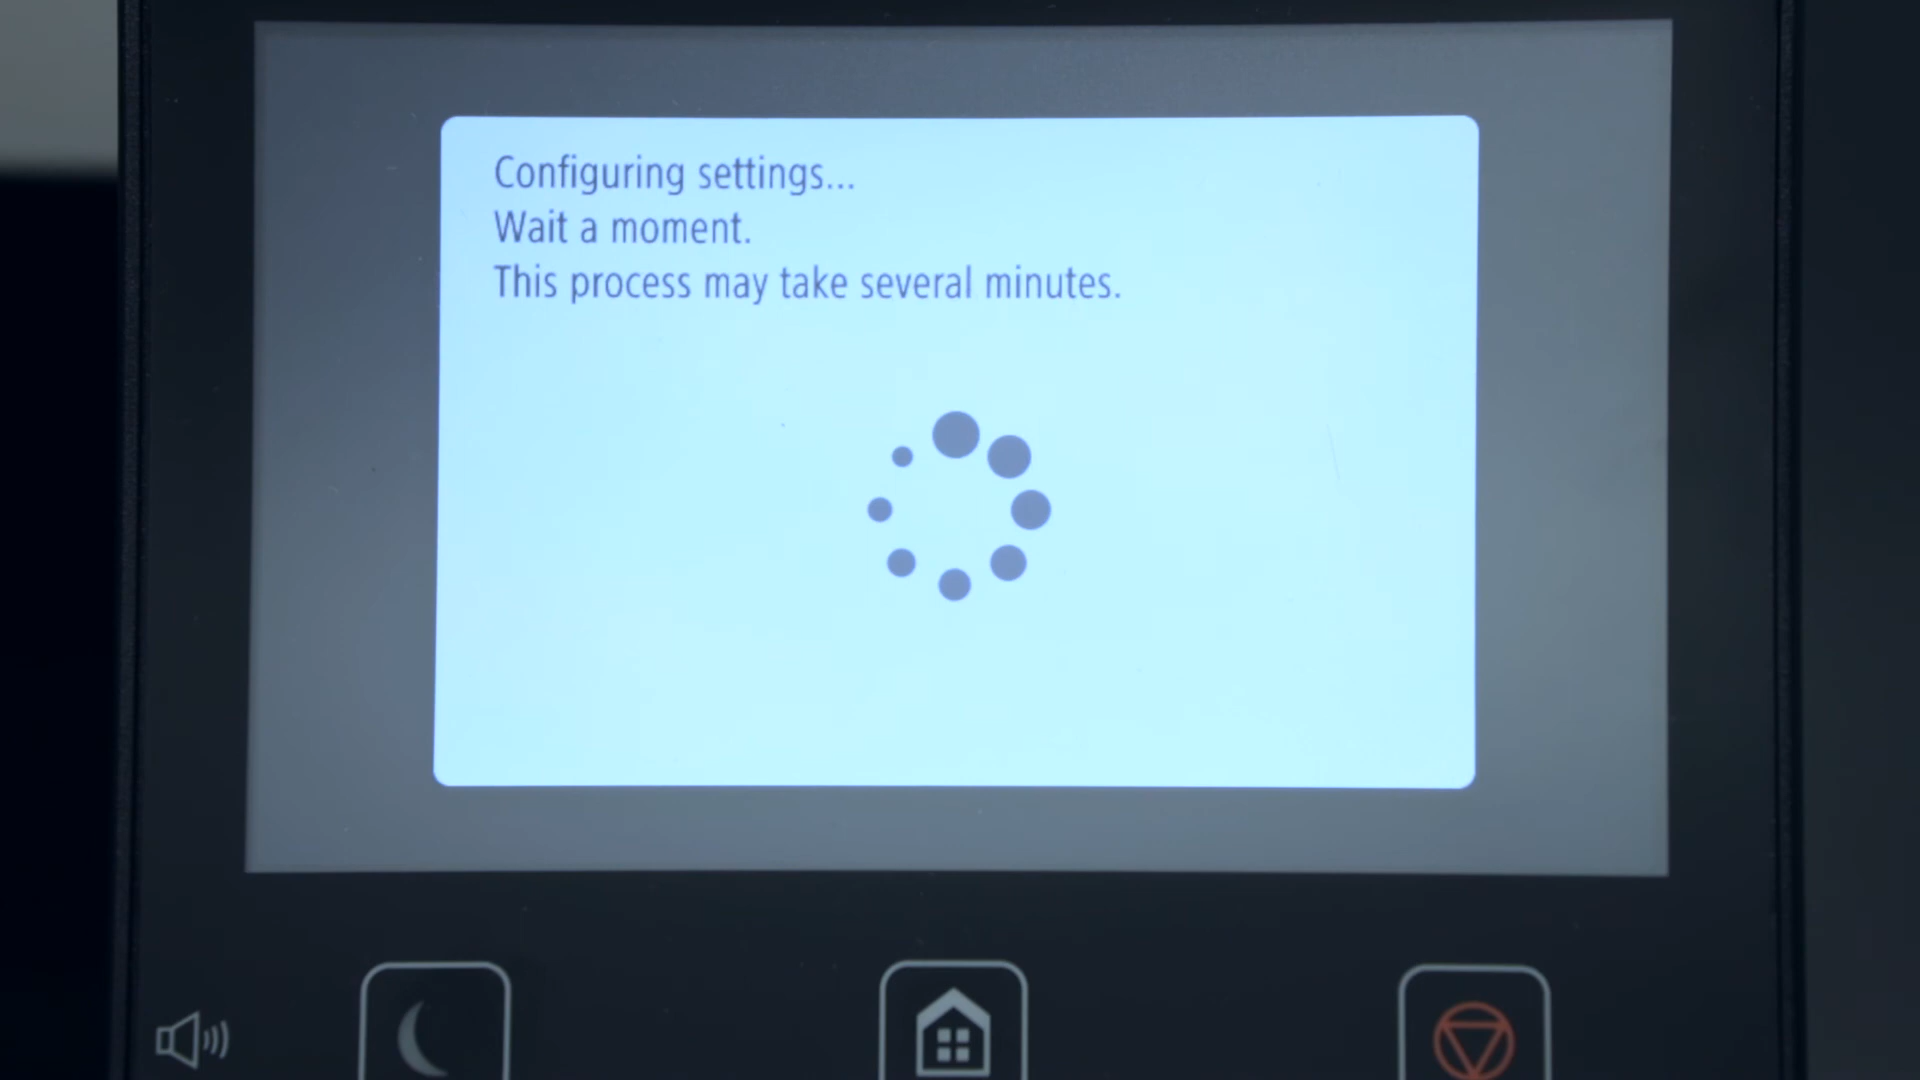 Configuring settings...
Wait a moment.
This process may take several minutes.